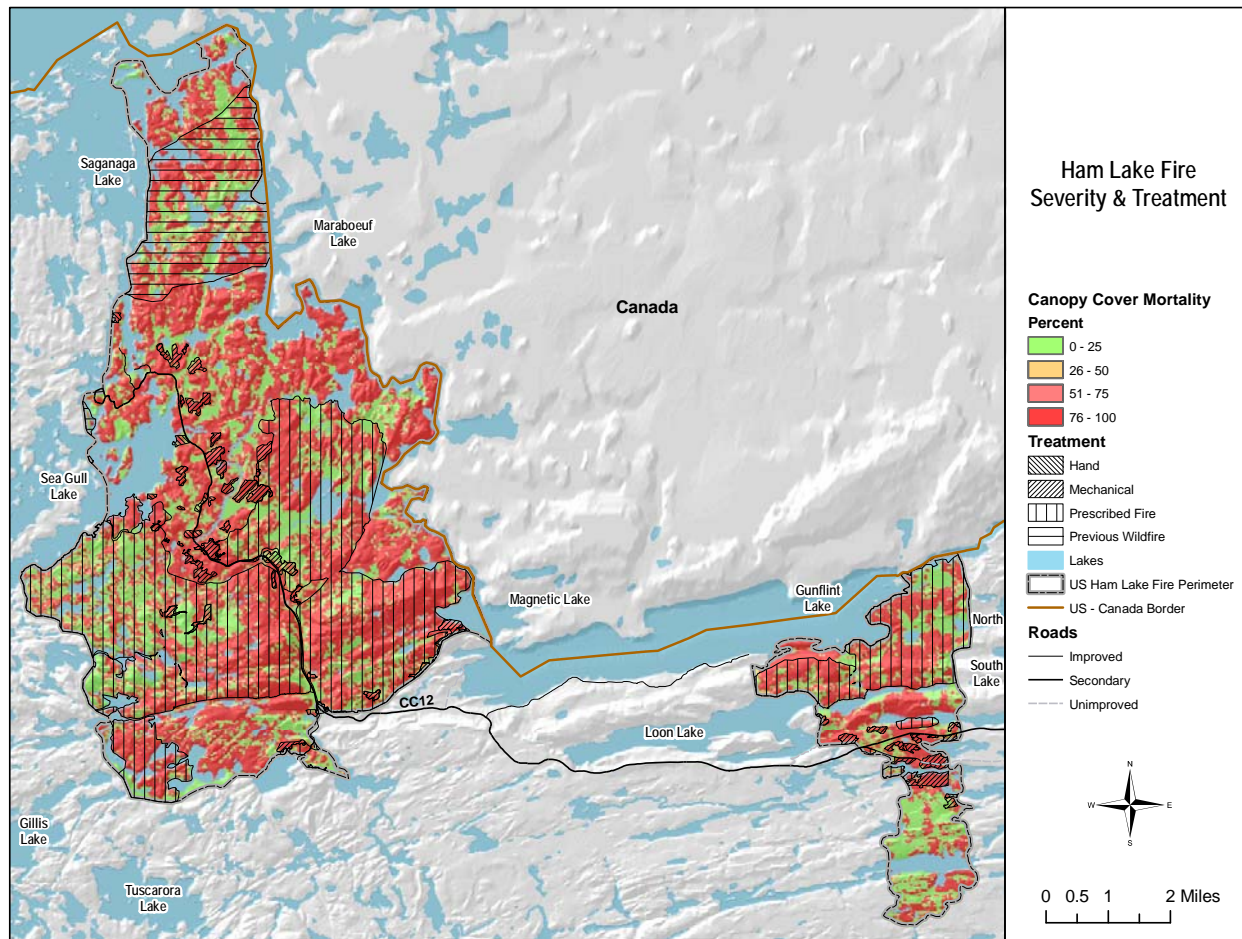 Saganaga
Lake
Maraboeuf
Lake
Canada
Sea Gull
Lake
Magnetic Lake
Gunflint
Lake
North
South
Lake
CC12
Loon Lake
Gillis
Lake
Tuscarora
Lake
Ham Lake Fire
Severity & Treatment
Canopy Cover Mortality
Percent
0 - 25
26 - 50
51 - 75
76 - 100
Treatment
Hand
Mechanical
Prescribed Fire
Previous Wildfire
Lakes
US Ham Lake Fire Perimeter
US - Canada Border
Roads
Improved
Secondary
Unimproved
N
W E
S
0 0.5 1 2 Miles